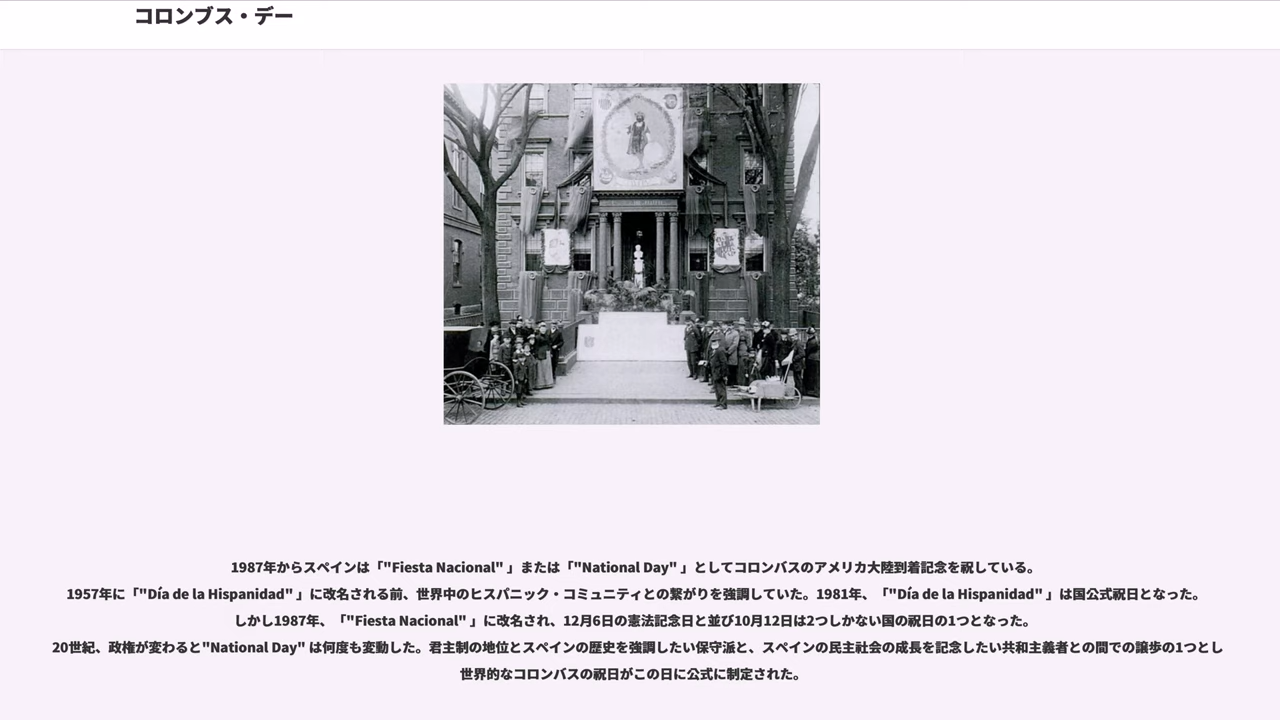 コロンブス・デー
1987年からスペインは「"Fiesta Nacional" 」または「"National Day" 」としてコロンバスのアメリカ大陸到着記念を祝している。
1957年に「"Día de la Hispanidad" 」に改名される前、世界中のヒスパニック・コミュニティとの繋がりを強調していた。1981年、「"Día de la Hispanidad" 」は国公式祝日となった。
しかし1987年、「"Fiesta Nacional" 」に改名され、12月6日の憲法記念日と並び10月12日は2つしかない国の祝日の1つとなった。
20世紀、政権が変わると"National Day" は何度も変動した。君主制の地位とスペインの歴史を強調したい保守派と、スペインの民主社会の成長を記念したい共和主義者との間での譲歩の1つとし
世界的なコロンバスの祝日がこの日に公式に制定された。